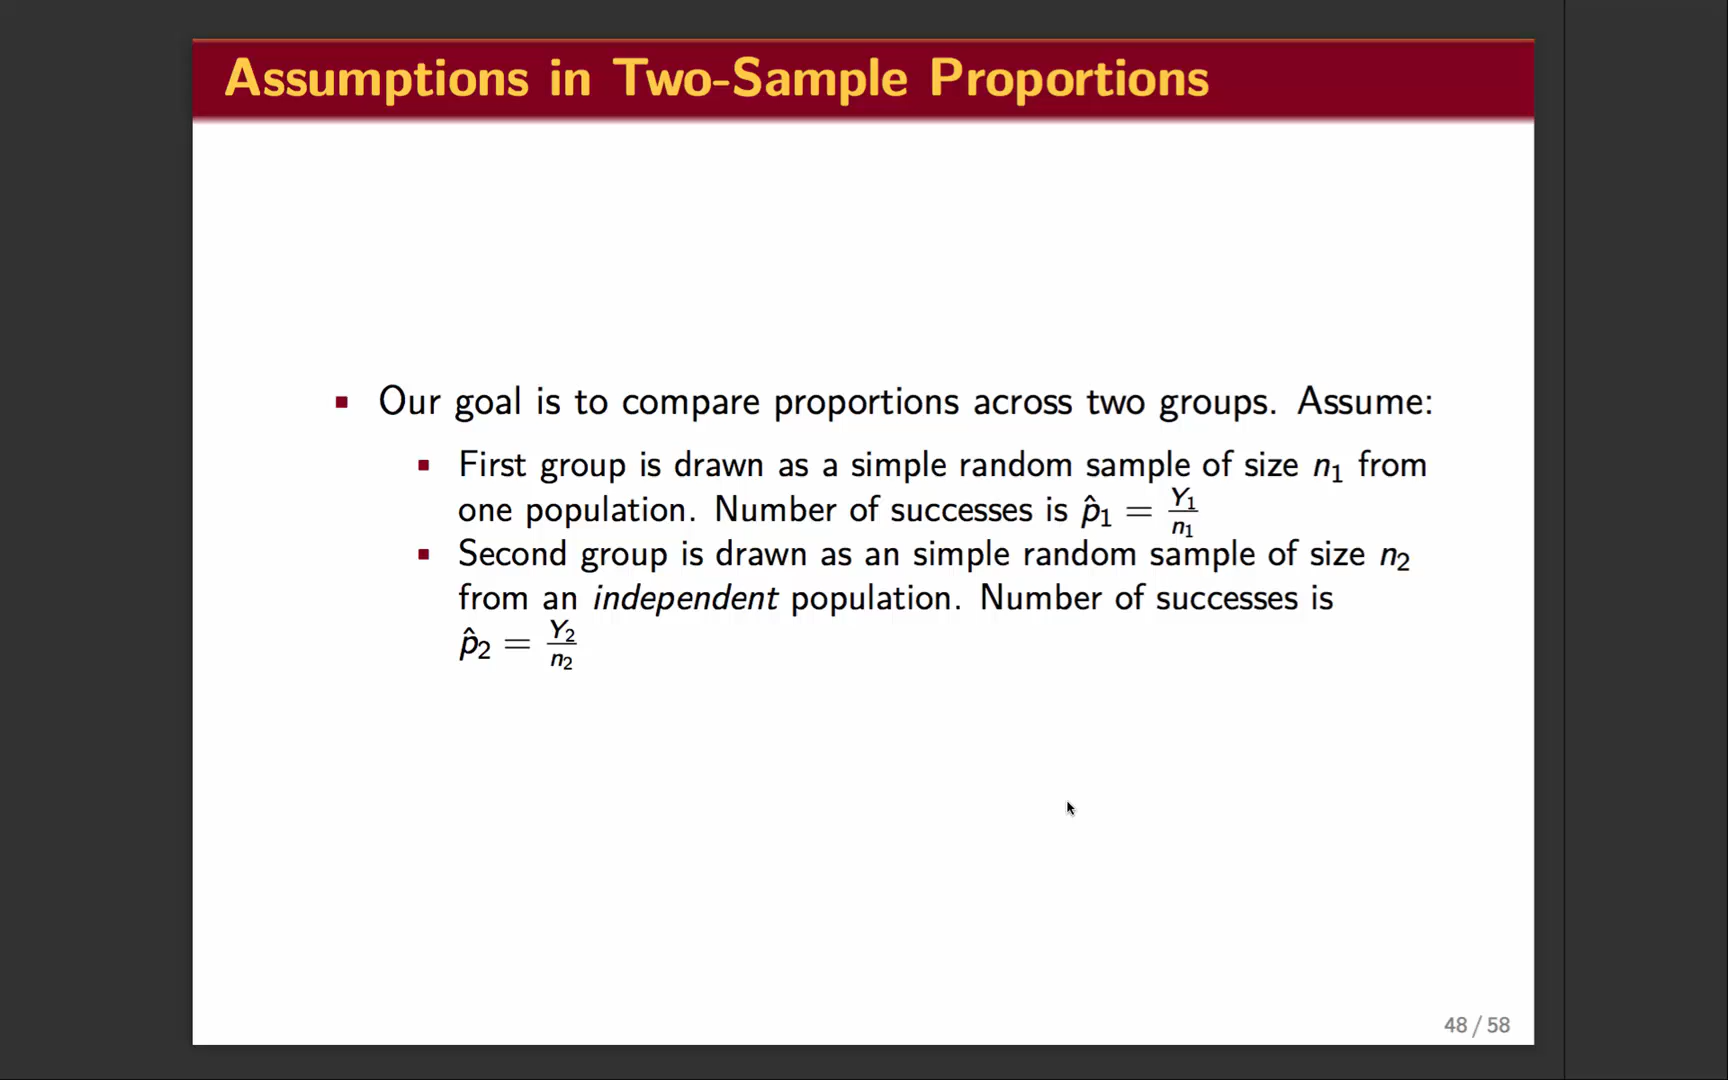 Assumptions in Two-Sample Proportions
▪ Our goal is to compare proportions across two groups. Assume:
▪ First group is drawn as a simple random sample of size n₁ from
one population. Number of successes is p̂₁ = Y₁/n₁
▪ Second group is drawn as an simple random sample of size n₂
from an independent population. Number of successes is
p̂₂ = Y₂/n₂
48 / 58